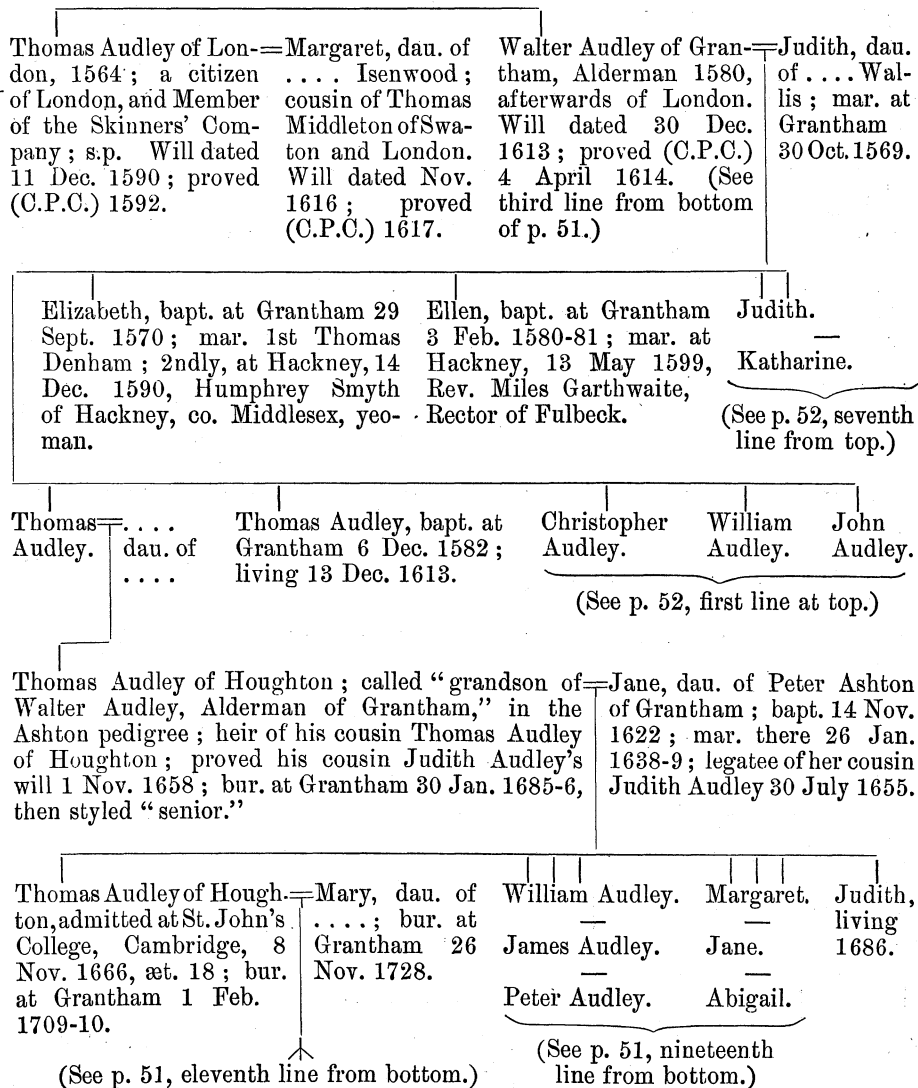 Thomas Audley of Lon-
don, 1564; a citizen
of London, and Member
of the Skinners' Com-
pany; s.p. Will dated
11 Dec. 1590; proved
(C.P.C.) 1592.
=Margaret, dau. of
.... Isenwood;
cousin of Thomas
Middleton of Swa-
ton and London.
Will dated Nov.
1616; proved
(C.P.C.) 1617.
Walter Audley of Gran-
tham, Alderman 1580,
afterwards of London.
Will dated 30 Dec.
1613; proved (C.P.C.)
4 April 1614. (See
third line from bottom
of p. 51.)
=Judith, dau.
of .... Wal-
lis; mar. at
Grantham
30 Oct. 1569.
Elizabeth, bapt. at Grantham 29
Sept. 1570; mar. 1st Thomas
Denham; 2ndly, at Hackney, 14
Dec. 1590, Humphrey Smyth
of Hackney, co. Middlesex, yeo-
man.
Ellen, bapt. at Grantham
3 Feb. 1580-81; mar. at
Hackney, 13 May 1599,
Rev. Miles Garthwaite,
Rector of Fulbeck.
Judith.
—
Katharine.
(See p. 52, seventh
line from top.)
Thomas
Audley.
=....
dau. of
....
Thomas Audley, bapt. at
Grantham 6 Dec. 1582;
living 13 Dec. 1613.
Christopher
Audley.
William
Audley.
John
Audley.
(See p. 52, first line at top.)
Thomas Audley of Houghton; called "grandson of
Walter Audley, Alderman of Grantham," in the
Ashton pedigree; heir of his cousin Thomas Audley
of Houghton; proved his cousin Judith Audley's
will 1 Nov. 1658; bur. at Grantham 30 Jan. 1685-6,
then styled "senior."
=Jane, dau. of Peter Ashton
of Grantham; bapt. 14 Nov.
1622; mar. there 26 Jan.
1638-9; legatee of her cousin
Judith Audley 30 July 1655.
Thomas Audley of Hough-
ton, admitted at St. John's
College, Cambridge, 8
Nov. 1666, æt. 18; bur.
at Grantham 1 Feb.
1709-10.
=Mary, dau. of
....; bur. at
Grantham 26
Nov. 1728.
William Audley.
—
James Audley.
—
Peter Audley.
Margaret.
—
Jane.
—
Abigail.
Judith,
living
1686.
(See p. 51, eleventh line from bottom.)
(See p. 51, nineteenth
line from bottom.)